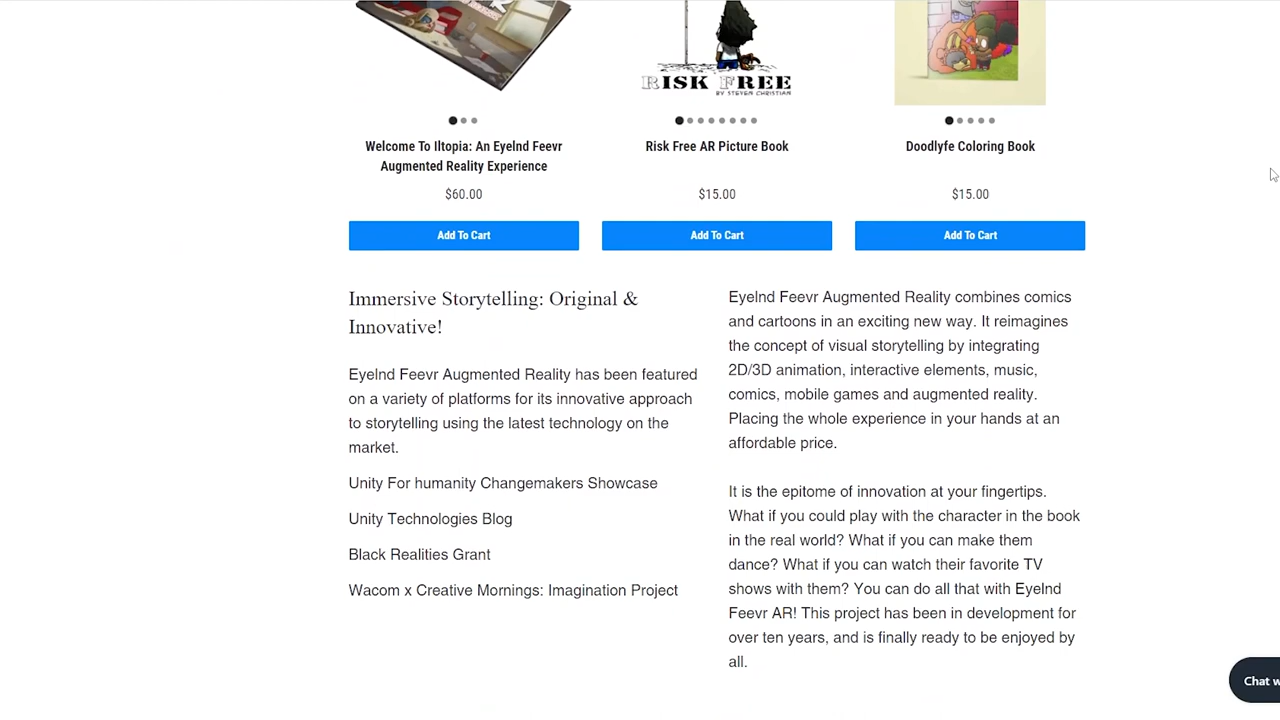 RISK FREE
BY STEVEN CHRISTIAN
Welcome To Iltopia: An Eyelnd Feevr
Augmented Reality Experience
$60.00
Add To Cart
Risk Free AR Picture Book
$15.00
Add To Cart
Doodlyfe Coloring Book
$15.00
Add To Cart
Immersive Storytelling: Original &
Innovative!
Eyelnd Feevr Augmented Reality has been featured
on a variety of platforms for its innovative approach
to storytelling using the latest technology on the
market.
Unity For humanity Changemakers Showcase
Unity Technologies Blog
Black Realities Grant
Wacom x Creative Mornings: Imagination Project
Eyelnd Feevr Augmented Reality combines comics
and cartoons in an exciting new way. It reimagines
the concept of visual storytelling by integrating
2D/3D animation, interactive elements, music,
comics, mobile games and augmented reality.
Placing the whole experience in your hands at an
affordable price.
It is the epitome of innovation at your fingertips.
What if you could play with the character in the book
in the real world? What if you can make them
dance? What if you can watch their favorite TV
shows with them? You can do all that with Eyelnd
Feevr AR! This project has been in development for
over ten years, and is finally ready to be enjoyed by
all.
Chat w